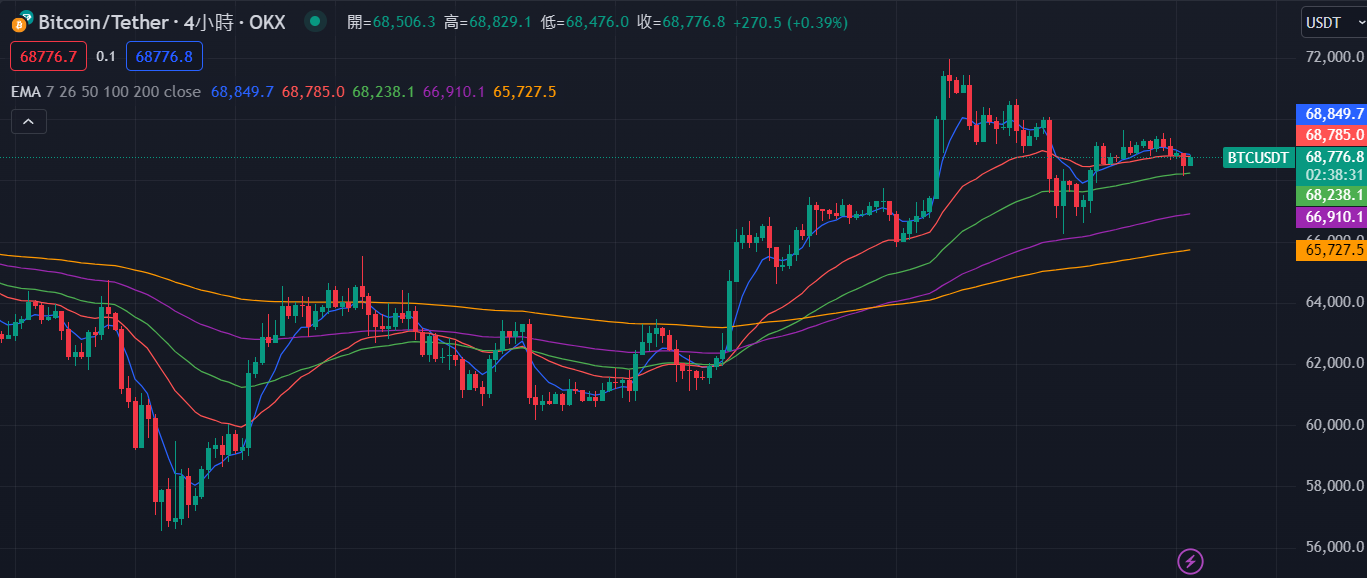 Bitcoin/Tether · 4小時 · OKX 開=68,506.3 高=68,829.1 低=68,476.0 收=68,776.8 +270.5 (+0.39%)
USDT
68776.7 0.1 68776.8
EMA 7 26 50 100 200 close 68,849.7 68,785.0 68,238.1 66,910.1 65,727.5
72,000.0
68,849.7
68,785.0
BTCUSDT 68,776.8
02:38:31
68,238.1
66,910.1
66,000.0
65,727.5
64,000.0
62,000.0
60,000.0
58,000.0
56,000.0